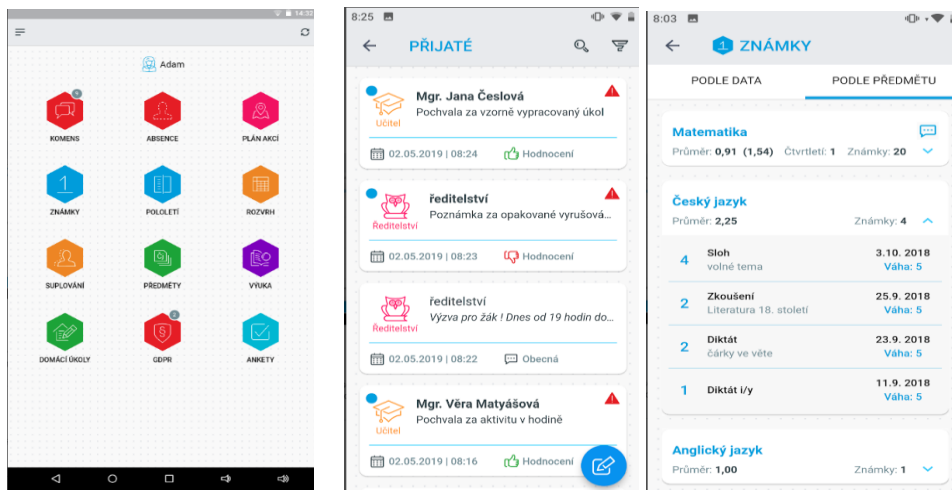 14:32
Adam
KOMENS
ABSENCE
PLÁN AKCÍ
1
ZNÁMKY
POLOLETÍ
ROZVRH
SUPLOVÁNÍ
PŘEDMĚTY
VÝUKA
DOMÁCÍ ÚKOLY
GDPR
ANKETY
8:25
PŘIJATÉ
Mgr. Jana Česlová
Pochvala za vzorně vypracovaný úkol
Učitel
02.05.2019 | 08:24 Hodnocení
ředitelství
Poznámka za opakované vyrušová...
Ředitelství
02.05.2019 | 08:23 Hodnocení
ředitelství
Výzva pro žák ! Dnes od 19 hodin do...
Ředitelství
02.05.2019 | 08:22 Obecná
Mgr. Věra Matyášová
Pochvala za aktivitu v hodině
Učitel
02.05.2019 | 08:16 Hodnocení
8:03
1 ZNÁMKY
PODLE DATA PODLE PŘEDMĚTU
Matematika
Průměr: 0,91 (1,54) Čtvrtletí: 1 Známky: 20
Český jazyk
Průměr: 2,25 Známky: 4
4 Sloh 3.10. 2018
volné tema Váha: 5
2 Zkoušení 25.9. 2018
Literatura 18. století Váha: 5
2 Diktát 23.9. 2018
čárky ve věte Váha: 5
1 Diktát i/y 11.9. 2018
Váha: 5
Anglický jazyk
Průměr: 1,00 Známky: 1